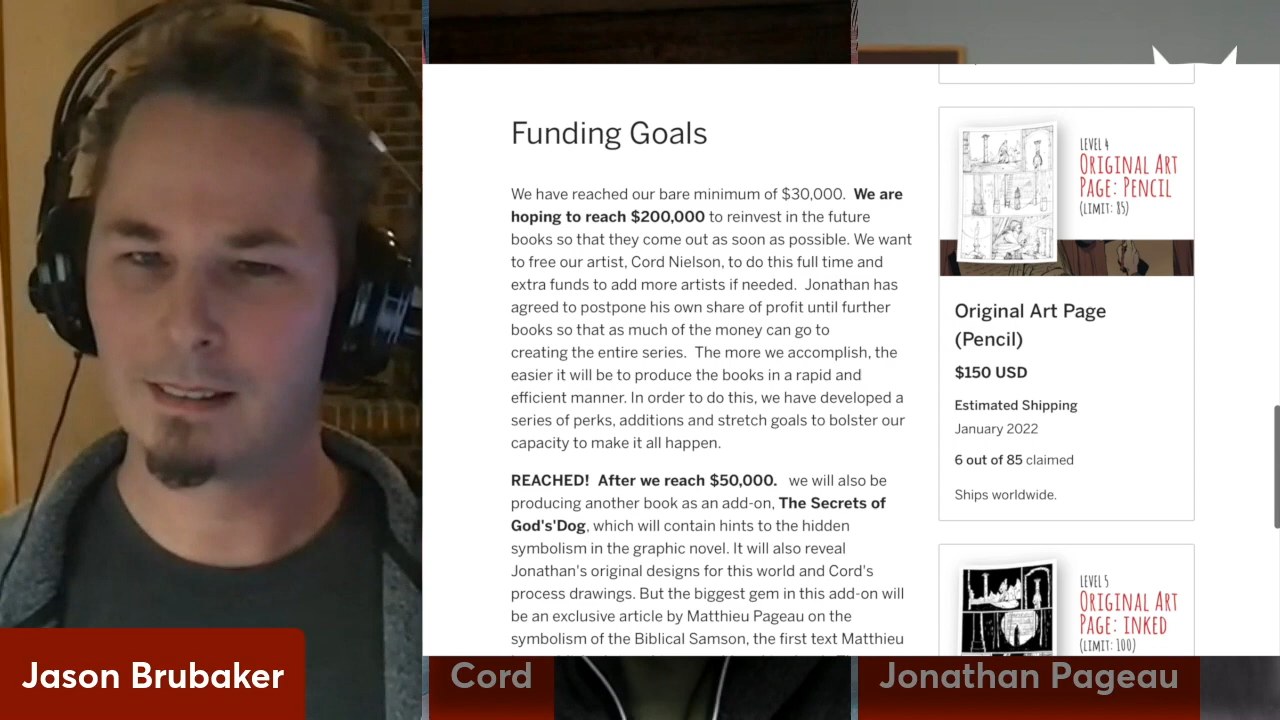 Funding Goals
We have reached our bare minimum of $30,000.  We are
hoping to reach $200,000 to reinvest in the future
books so that they come out as soon as possible. We want
to free our artist, Cord Nielson, to do this full time and
extra funds to add more artists if needed.  Jonathan has
agreed to postpone his own share of profit until further
books so that as much of the money can go to
creating the entire series.  The more we accomplish, the
easier it will be to produce the books in a rapid and
efficient manner. In order to do this, we have developed a
series of perks, additions and stretch goals to bolster our
capacity to make it all happen.
REACHED!  After we reach $50,000.   we will also be
producing another book as an add-on, The Secrets of
God's'Dog, which will contain hints to the hidden
symbolism in the graphic novel. It will also reveal
Jonathan's original designs for this world and Cord's
process drawings. But the biggest gem in this add-on will
be an exclusive article by Matthieu Pageau on the
symbolism of the Biblical Samson, the first text Matthieu
LEVEL 4
ORIGINAL ART
PAGE: PENCIL
(LIMIT: 85)
Original Art Page
(Pencil)
$150 USD
Estimated Shipping
January 2022
6 out of 85 claimed
Ships worldwide.
LEVEL 5
ORIGINAL ART
PAGE: INKED
(LIMIT: 100)
Jason Brubaker
Cord
Jonathan Pageau